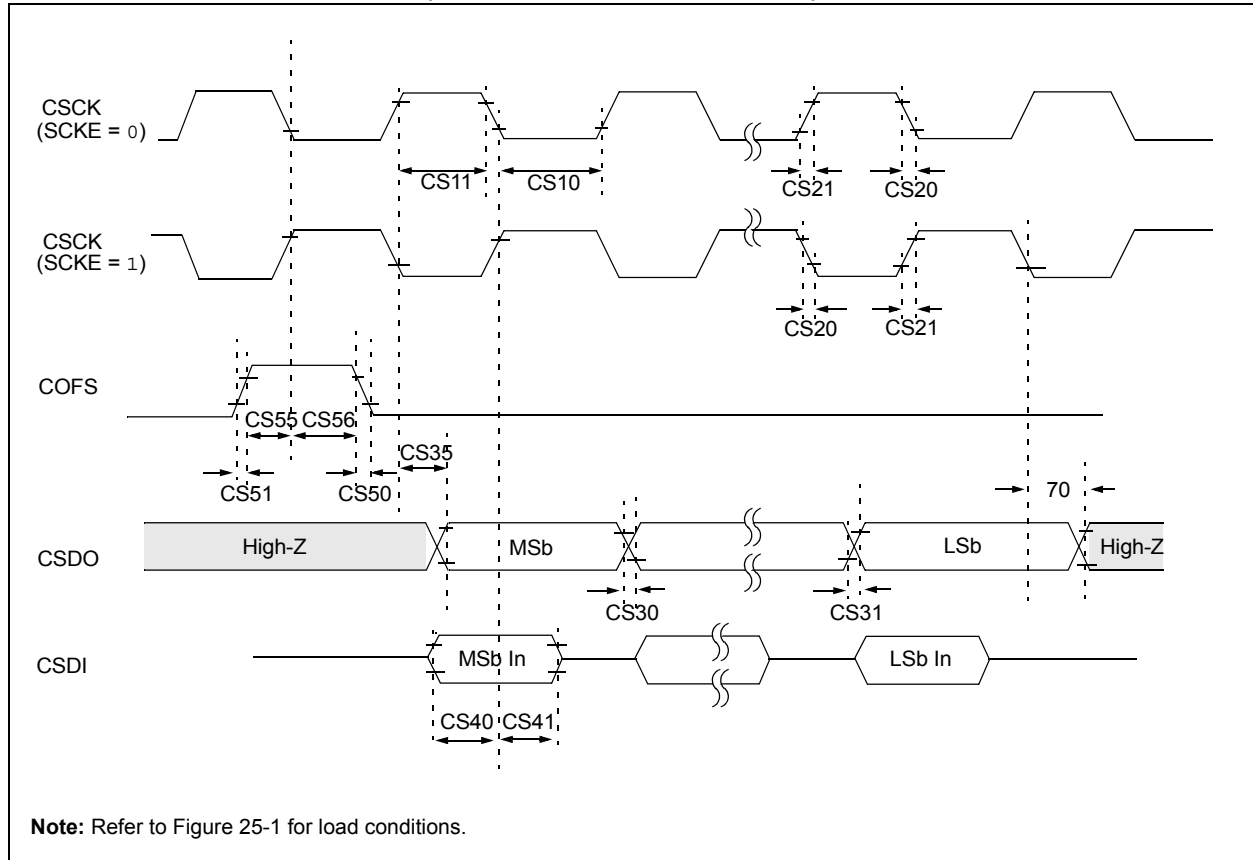 CSCK
(SCKE = 0)
CS11
CS10
CS21
CS20
CSCK
(SCKE = 1)
CS20
CS21
COFS
CS55
CS56
CS35
CS51
CS50
70
High-Z
MSb
LSb
High-Z
CSDO
CS30
CS31
MSb In
LSb In
CSDI
CS40
CS41
Note: Refer to Figure 25-1 for load conditions.